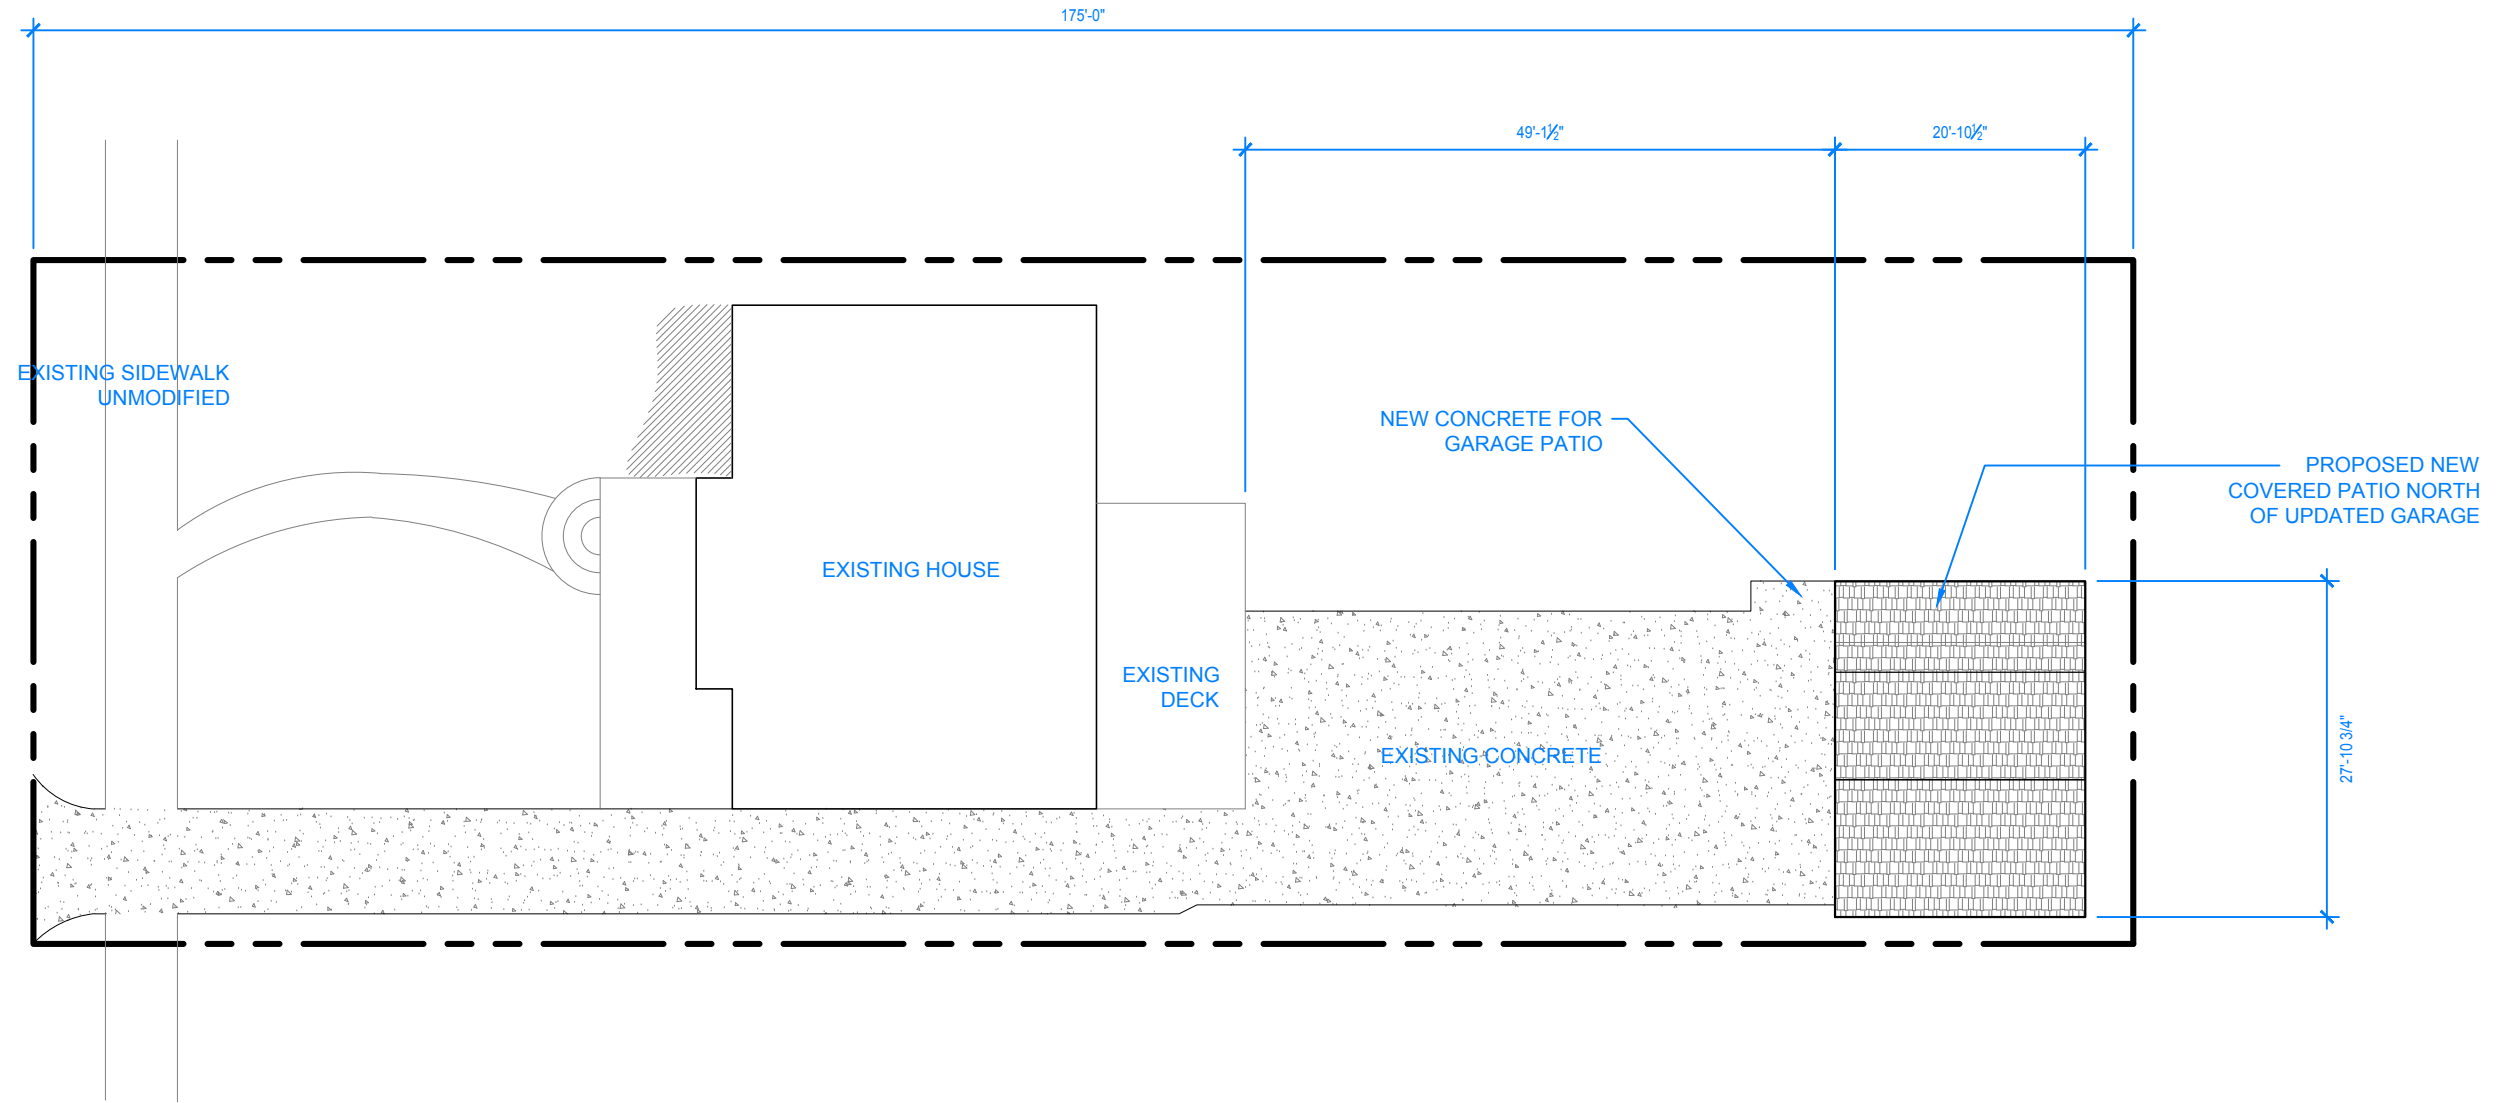 175'-0"
49'-1½"
20'-10½"
EXISTING SIDEWALK
UNMODIFIED
NEW CONCRETE FOR
GARAGE PATIO
PROPOSED NEW
COVERED PATIO NORTH
OF UPDATED GARAGE
EXISTING HOUSE
EXISTING
DECK
EXISTING CONCRETE
27'-10 3/4"